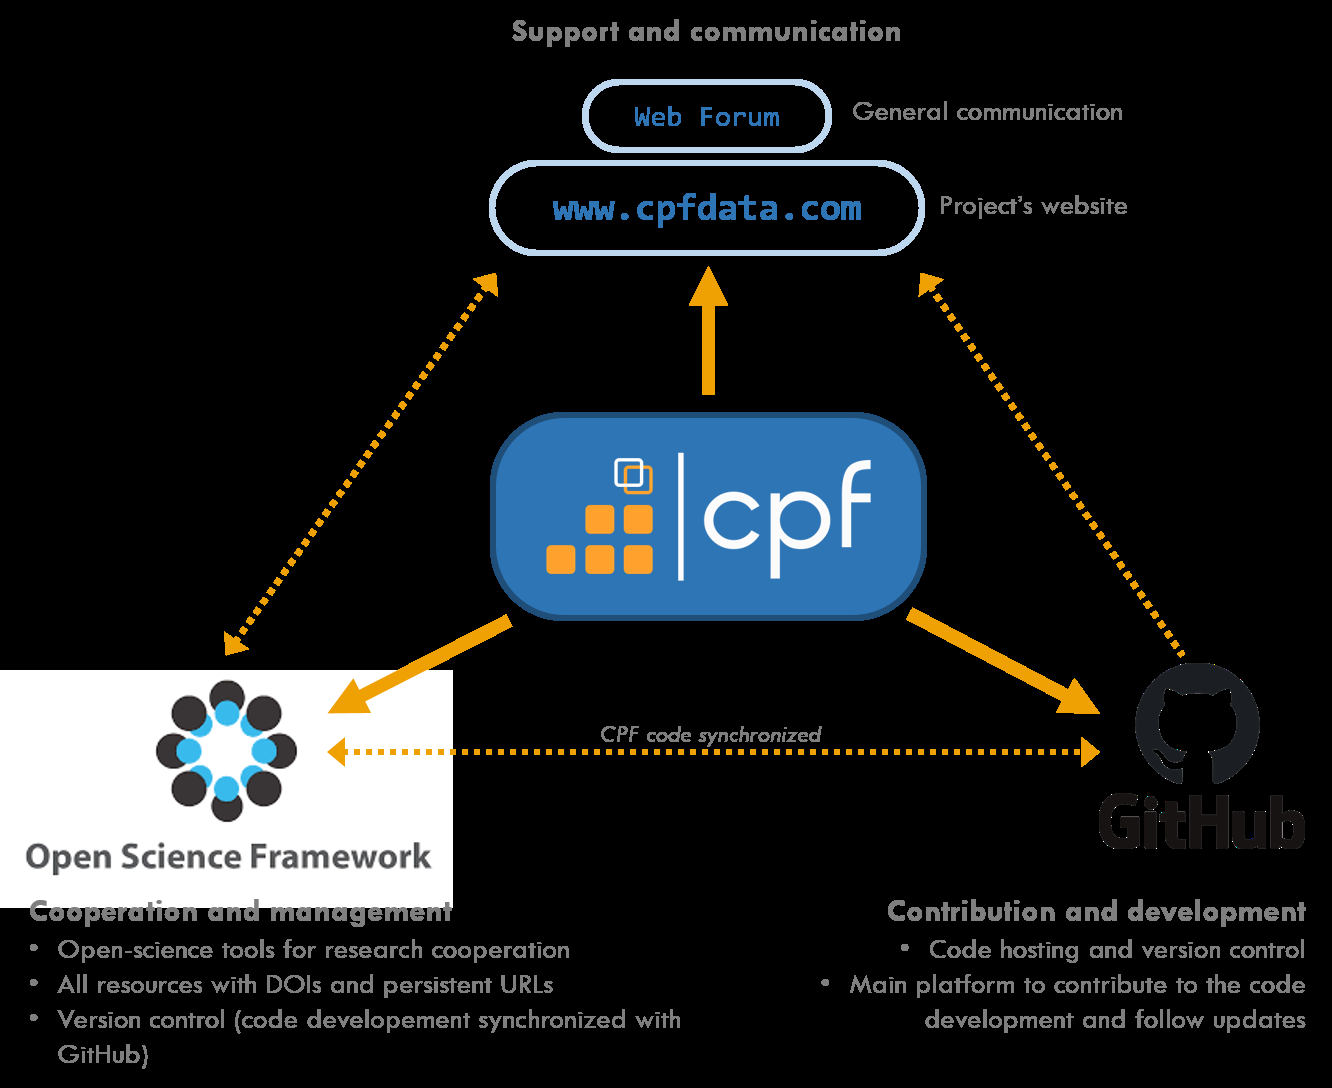 Support and communication
Web Forum
General communication
www.cpfdata.com
Project's website
cpf
CPF code synchronized
GitHub
Open Science Framework
Cooperation and management
• Open-science tools for research cooperation
• All resources with DOIs and persistent URLs
• Version control (code developement synchronized with
GitHub)
Contribution and development
• Code hosting and version control
• Main platform to contribute to the code
development and follow updates